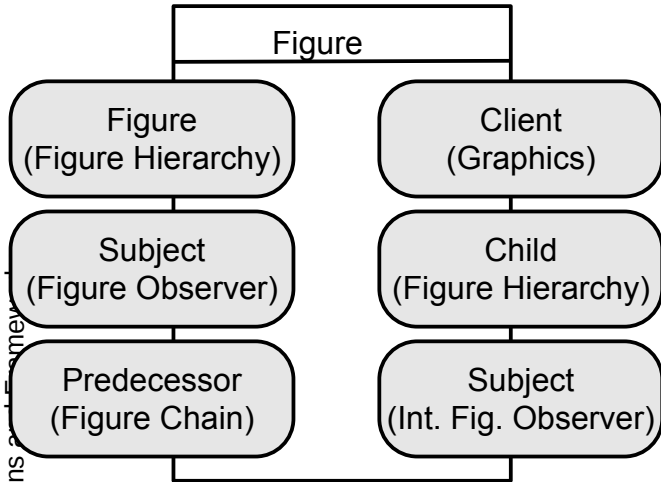 Figure
Figure
(Figure Hierarchy)
Client
(Graphics)
Subject
(Figure Observer)
Child
(Figure Hierarchy)
Predecessor
(Figure Chain)
Subject
(Int. Fig. Observer)